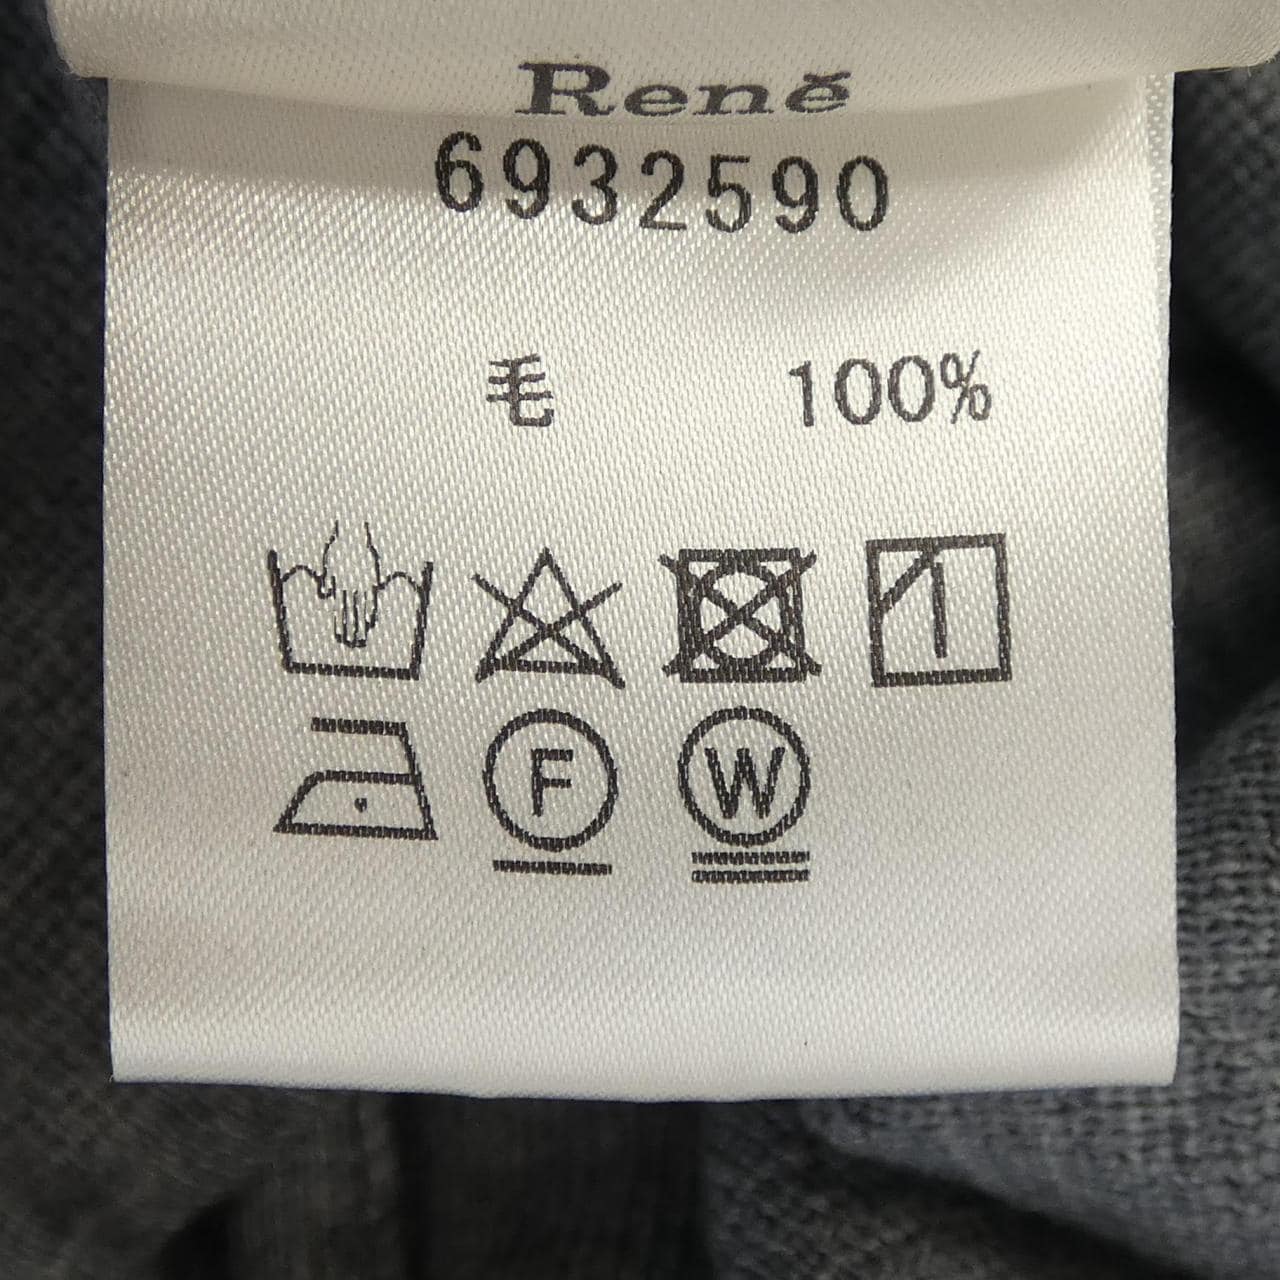 René
6932590
毛 100%
F W